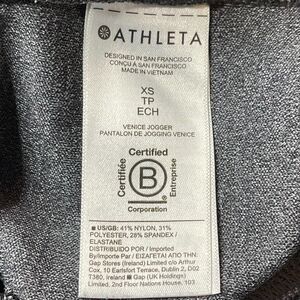 ATHLETA
DESIGNED IN SAN FRANCISCO
CONÇU À SAN FRANCISCO
MADE IN VIETNAM
XS
TP
ECH
VENICE JOGGER
PANTALON DE JOGGING VENICE
Certified
Certifiée
B
Entreprise
Corporation
US/GB: 41% NYLON, 31%
POLYESTER, 28% SPANDEX /
ELASTANE
DISTRIBUIDO POR / Imported
By/Importé Par / ΕΙΣΑΓΕΤΑΙ ΑΠΟ ΤΗΝ
Gap Stores (Ireland) Limited c/o Arthur
Cox, 10 Earlsfort Terrace, Dublin 2, D02
T380, Ireland ■ Gap (UK Holdings)
Limited, 2nd Floor Nations House, 103